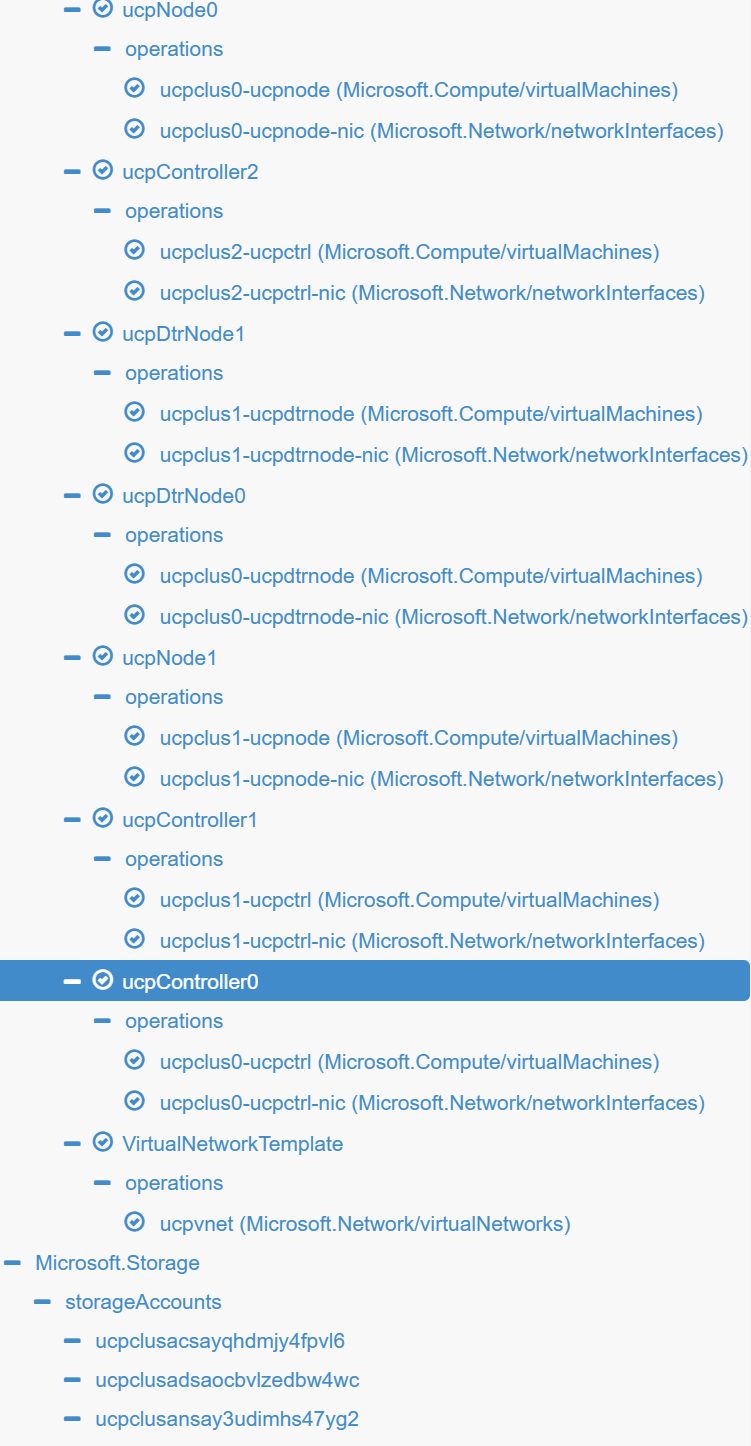 ucpNode0
operations
ucpclus0-ucpnode (Microsoft.Compute/virtualMachines)
ucpclus0-ucpnode-nic (Microsoft.Network/networkInterfaces)
ucpController2
operations
ucpclus2-ucpctrl (Microsoft.Compute/virtualMachines)
ucpclus2-ucpctrl-nic (Microsoft.Network/networkInterfaces)
ucpDtrNode1
operations
ucpclus1-ucpdtrnode (Microsoft.Compute/virtualMachines)
ucpclus1-ucpdtrnode-nic (Microsoft.Network/networkInterfaces)
ucpDtrNode0
operations
ucpclus0-ucpdtrnode (Microsoft.Compute/virtualMachines)
ucpclus0-ucpdtrnode-nic (Microsoft.Network/networkInterfaces)
ucpNode1
operations
ucpclus1-ucpnode (Microsoft.Compute/virtualMachines)
ucpclus1-ucpnode-nic (Microsoft.Network/networkInterfaces)
ucpController1
operations
ucpclus1-ucpctrl (Microsoft.Compute/virtualMachines)
ucpclus1-ucpctrl-nic (Microsoft.Network/networkInterfaces)
ucpController0
operations
ucpclus0-ucpctrl (Microsoft.Compute/virtualMachines)
ucpclus0-ucpctrl-nic (Microsoft.Network/networkInterfaces)
VirtualNetworkTemplate
operations
ucpvnet (Microsoft.Network/virtualNetworks)
Microsoft.Storage
storageAccounts
ucpclusacsayqhdmjy4fpvl6
ucpclusadsaocbvlzedbw4wc
ucpclusansay3udimhs47yg2